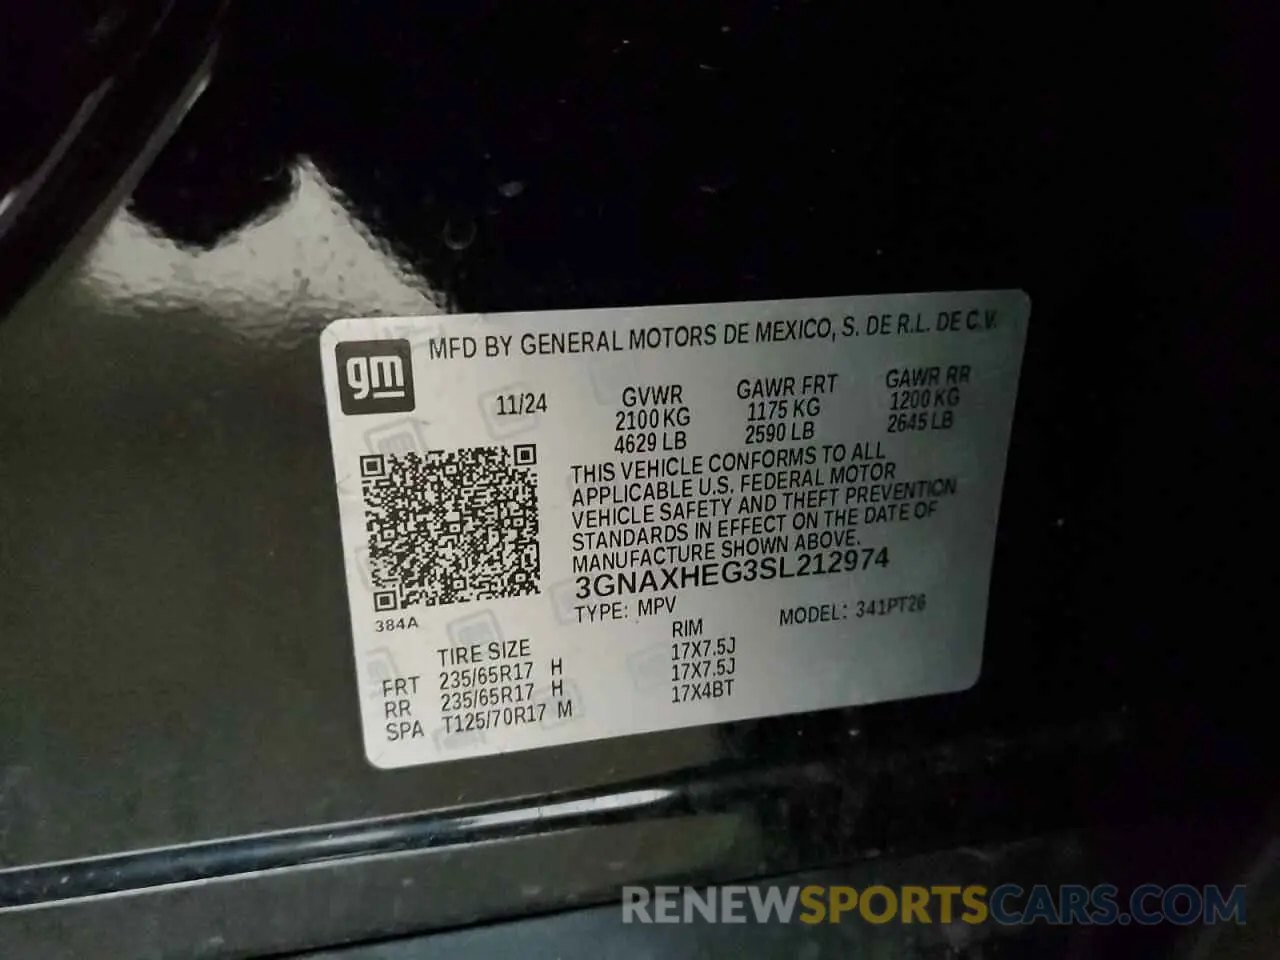 gm
MFD BY GENERAL MOTORS DE MEXICO, S. DE R.L. DE C.V.
11/24
GVWR GAWR FRT GAWR RR
2100 KG 1175 KG 1200 KG
4629 LB 2590 LB 2645 LB
THIS VEHICLE CONFORMS TO ALL
APPLICABLE U.S. FEDERAL MOTOR
VEHICLE SAFETY AND THEFT PREVENTION
STANDARDS IN EFFECT ON THE DATE OF
MANUFACTURE SHOWN ABOVE.
3GNAXHEG3SL212974
TYPE: MPV MODEL: 341PT26
384A
TIRE SIZE RIM
FRT 235/65R17 H 17X7.5J
RR 235/65R17 H 17X7.5J
SPA T125/70R17 M 17X4BT
RENEWSPORTSCARS.COM